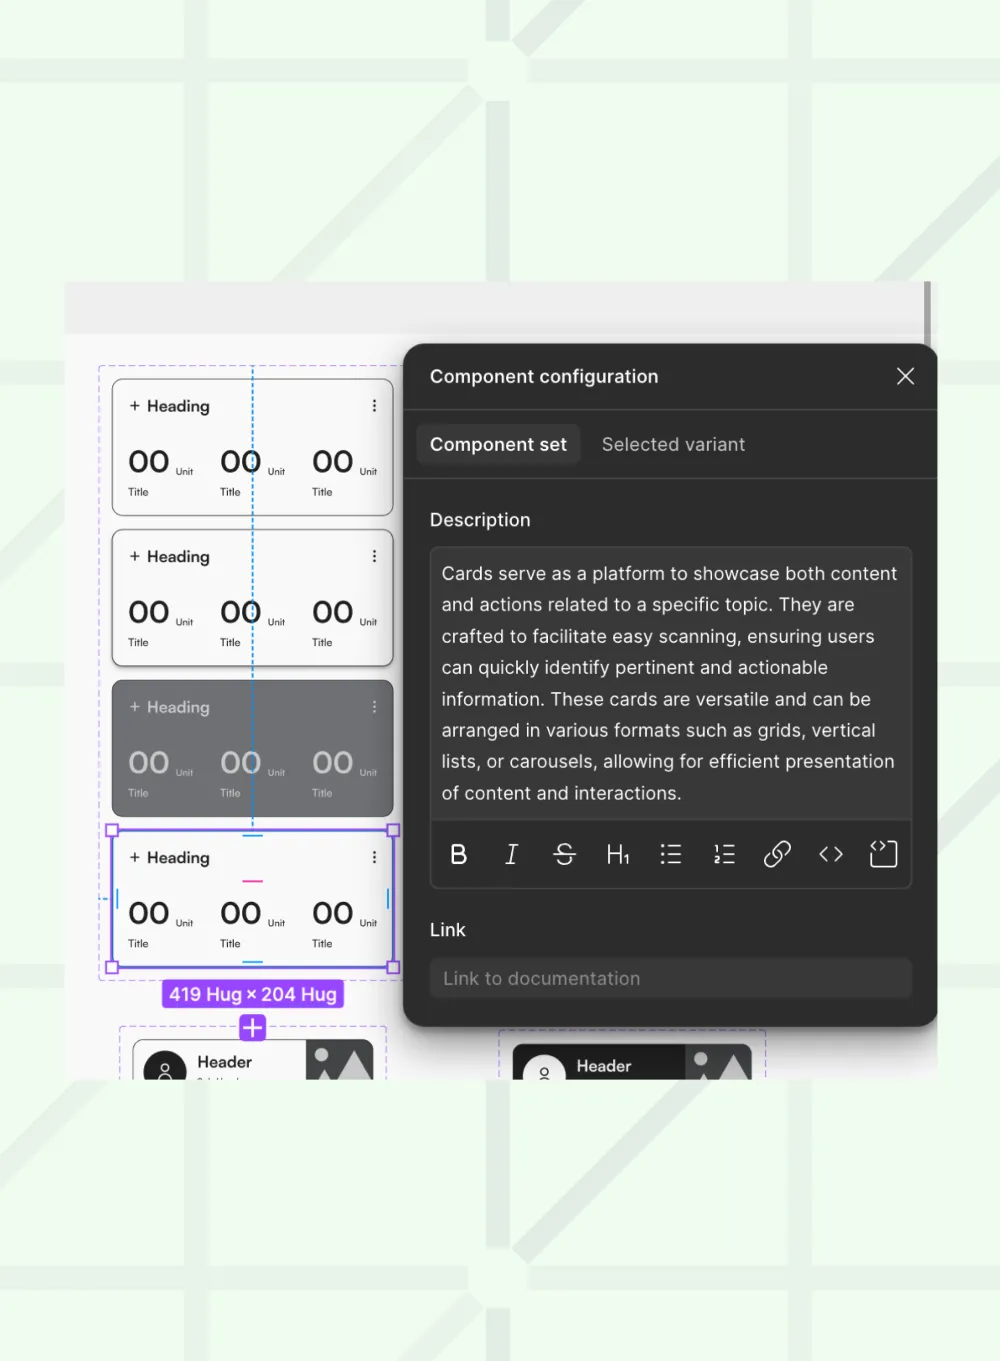 + Heading
00 Unit 00 Unit 00 Unit
Title Title Title
+ Heading
00 Unit 00 Unit 00 Unit
Title Title Title
+ Heading
00 Unit 00 Unit 00 Unit
Title Title Title
+ Heading
00 Unit 00 Unit 00 Unit
Title Title Title
419 Hug × 204 Hug
Header
Header
Component configuration
Component set Selected variant
Description
Cards serve as a platform to showcase both content
and actions related to a specific topic. They are
crafted to facilitate easy scanning, ensuring users
can quickly identify pertinent and actionable
information. These cards are versatile and can be
arranged in various formats such as grids, vertical
lists, or carousels, allowing for efficient presentation
of content and interactions.
B I S H1
Link
Link to documentation